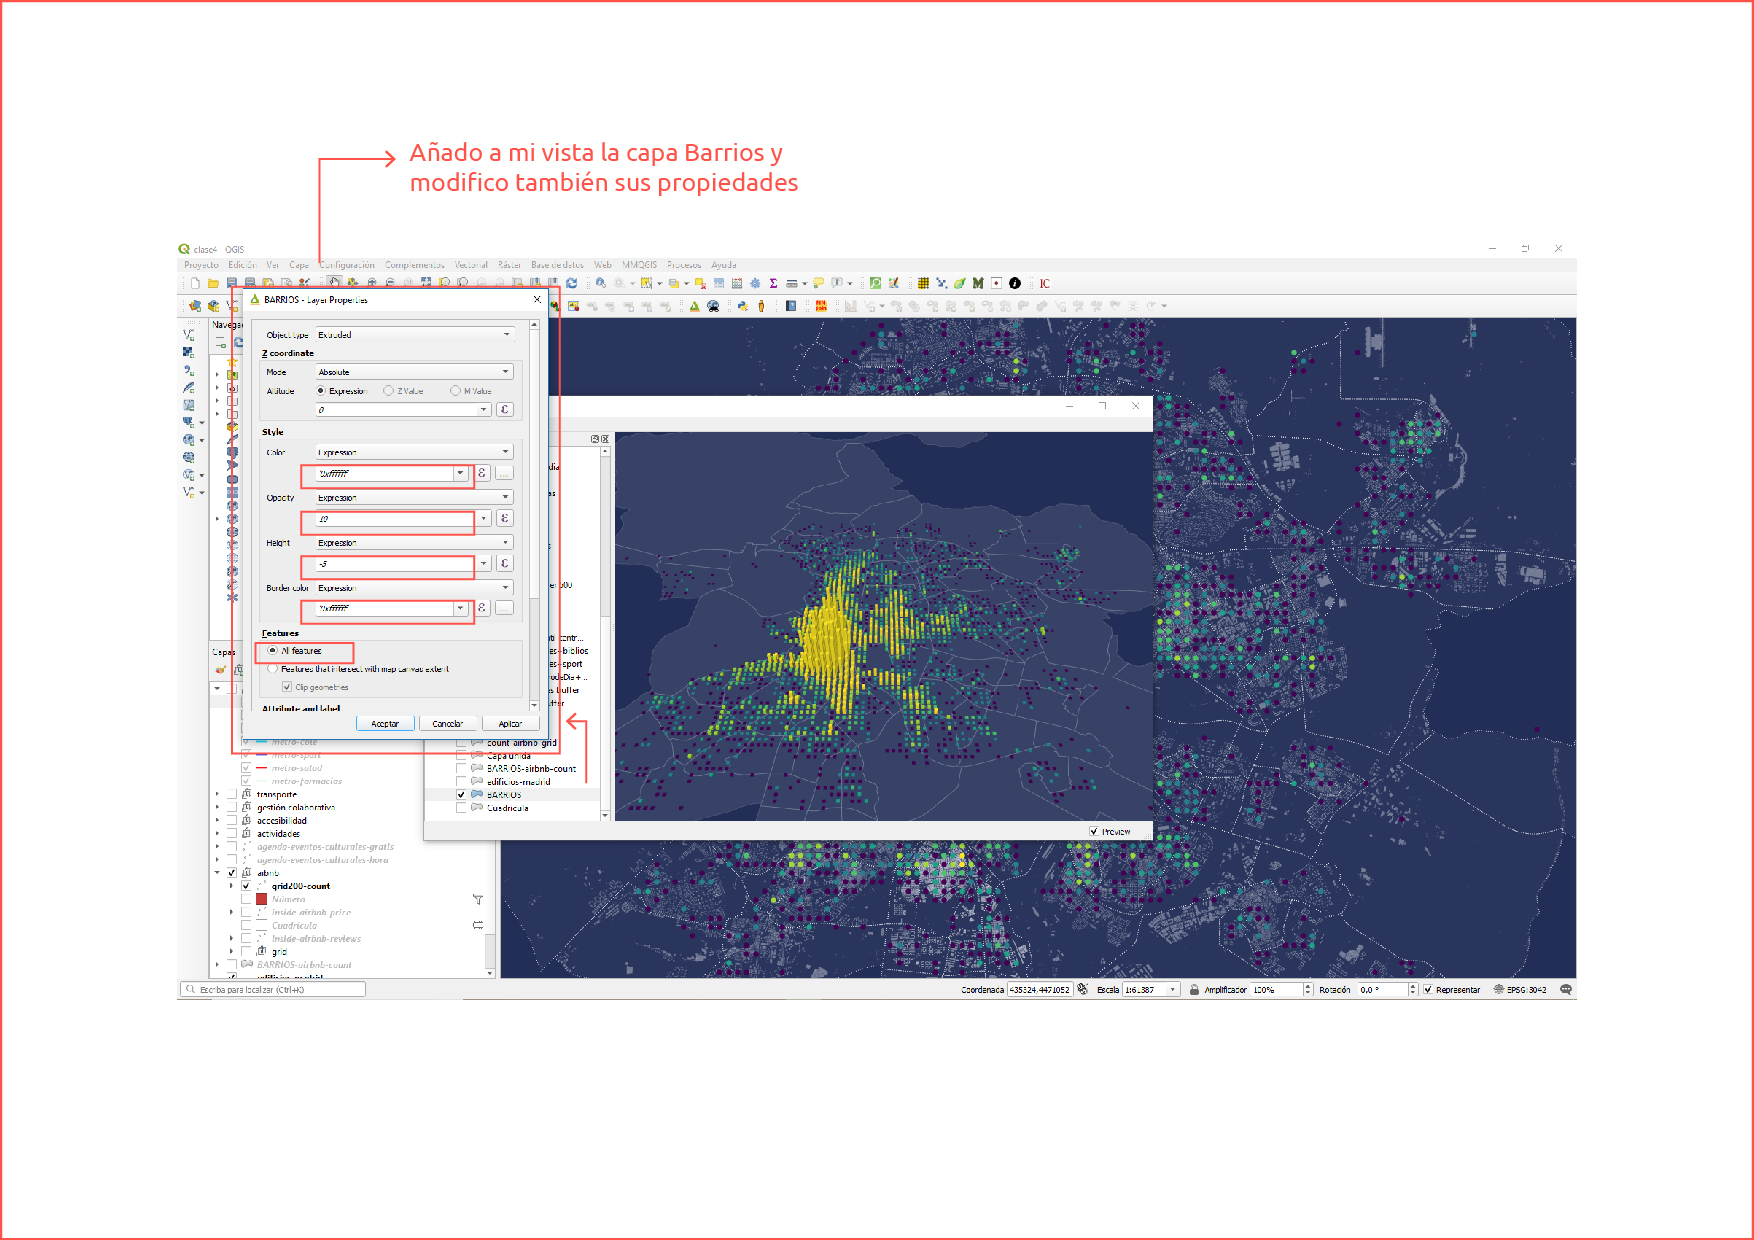 Añado a mi vista la capa Barrios y
modifico también sus propiedades
clase4 - QGIS
Proyecto Edición Ver Capa Configuración Complementos Vectorial Ráster Base de datos Web MMQGIS Procesos Ayuda
IC
BARRIOS - Layer Properties
Object type Extruded
Z coordinate
Mode Absolute
Altitude Expression Z Value M Value
0
Style
Color Expression
'0xffffff'
Opacity Expression
20
Height Expression
-5
Border color Expression
'0xffffff'
Features
All features
Features that intersect with map canvas extent
Clip geometries
Attribute and label
Aceptar Cancelar Aplicar
Navega
Capas
metro-cole
metro-sport
metro-salud
metro-farmacias
transporte
gestión colaborativa
accesibilidad
actividades
agenda-eventos-culturales-gratis
agenda-eventos-culturales-hora
airbnb
grid200-count
Número
inside-airbnb-price
Cuadrícula
inside-airbnb-reviews
grid
BARRIOS-airbnb-count
count-airbnb-grid
Capa unida
BARRIOS-airbnb-count
edificios-madrid
BARRIOS
Cuadrícula
Preview
Escriba para localizar (Ctrl+K)
Coordenada 435324,4471052 Escala 1:61387 Amplificador 100% Rotación 0,0 ° Representar EPSG:3042